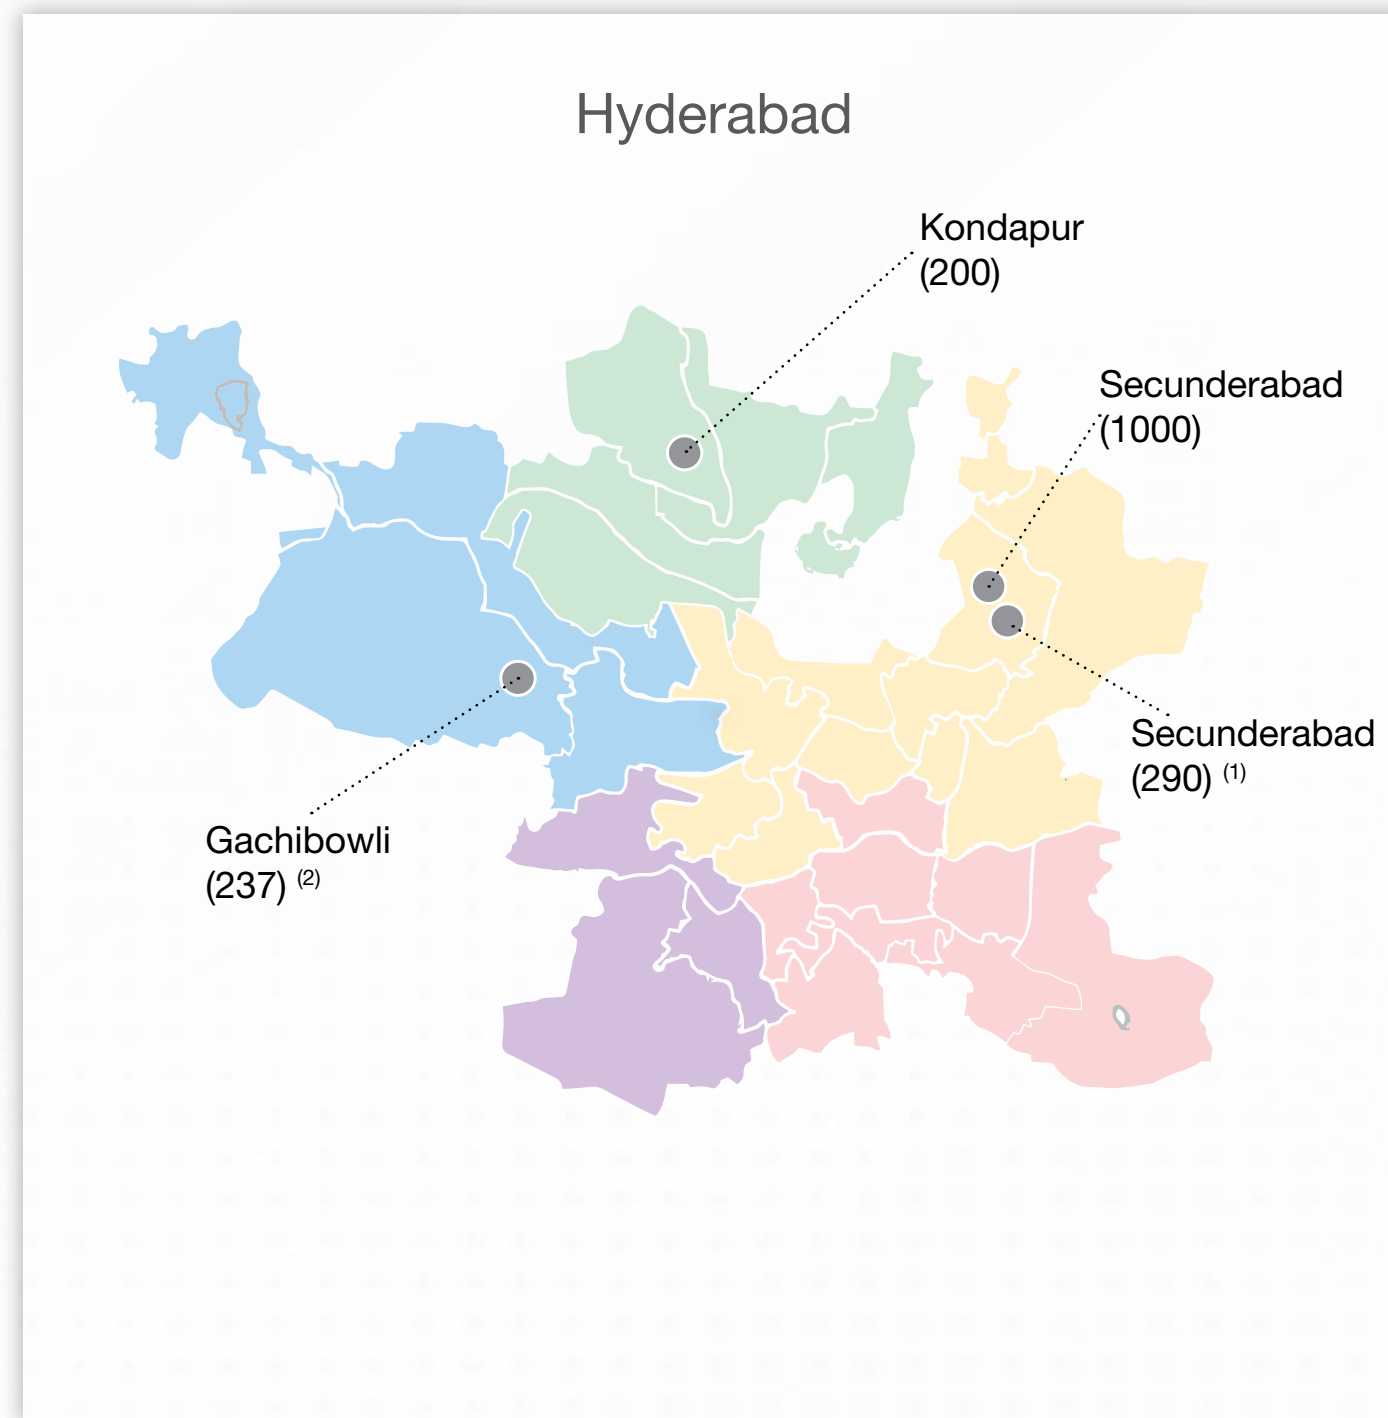 Hyderabad
Kondapur
(200)
Secunderabad
(1000)
Secunderabad
(290) (1)
Gachibowli
(237) (2)